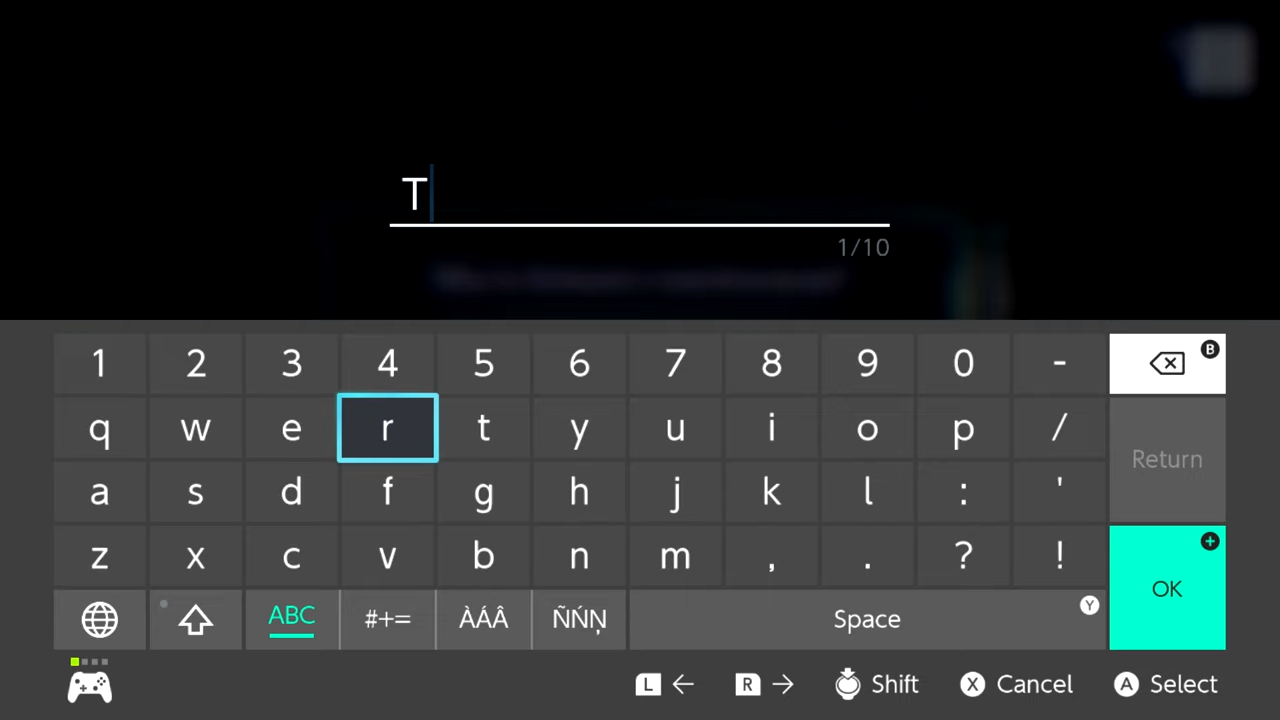 T
1/10
1 2 3 4 5 6 7 8 9 0 - B
q w e r t y u i o p /
Return
a s d f g h j k l : '
z x c v b n m , . ? ! +
OK
ABC #+= ÀÁÂ ÑŃŅ Space Y
L ← R → Shift X Cancel A Select